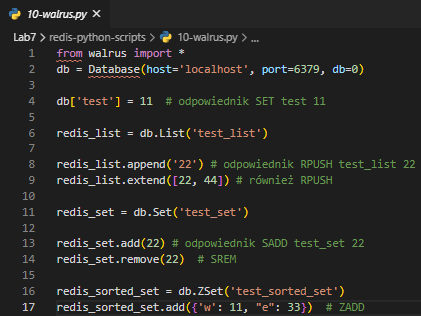 10-walrus.py ×
Lab7 > redis-python-scripts > 10-walrus.py > ...
1 from walrus import *
2 db = Database(host='localhost', port=6379, db=0)
3
4 db['test'] = 11  # odpowiednik SET test 11
5
6 redis_list = db.List('test_list')
7
8 redis_list.append('22') # odpowiednik RPUSH test_list 22
9 redis_list.extend([22, 44]) # również RPUSH
10
11 redis_set = db.Set('test_set')
12
13 redis_set.add(22) # odpowiednik SADD test_set 22
14 redis_set.remove(22)  # SREM
15
16 redis_sorted_set = db.ZSet('test_sorted_set')
17 redis_sorted_set.add({'w': 11, "e": 33})  # ZADD